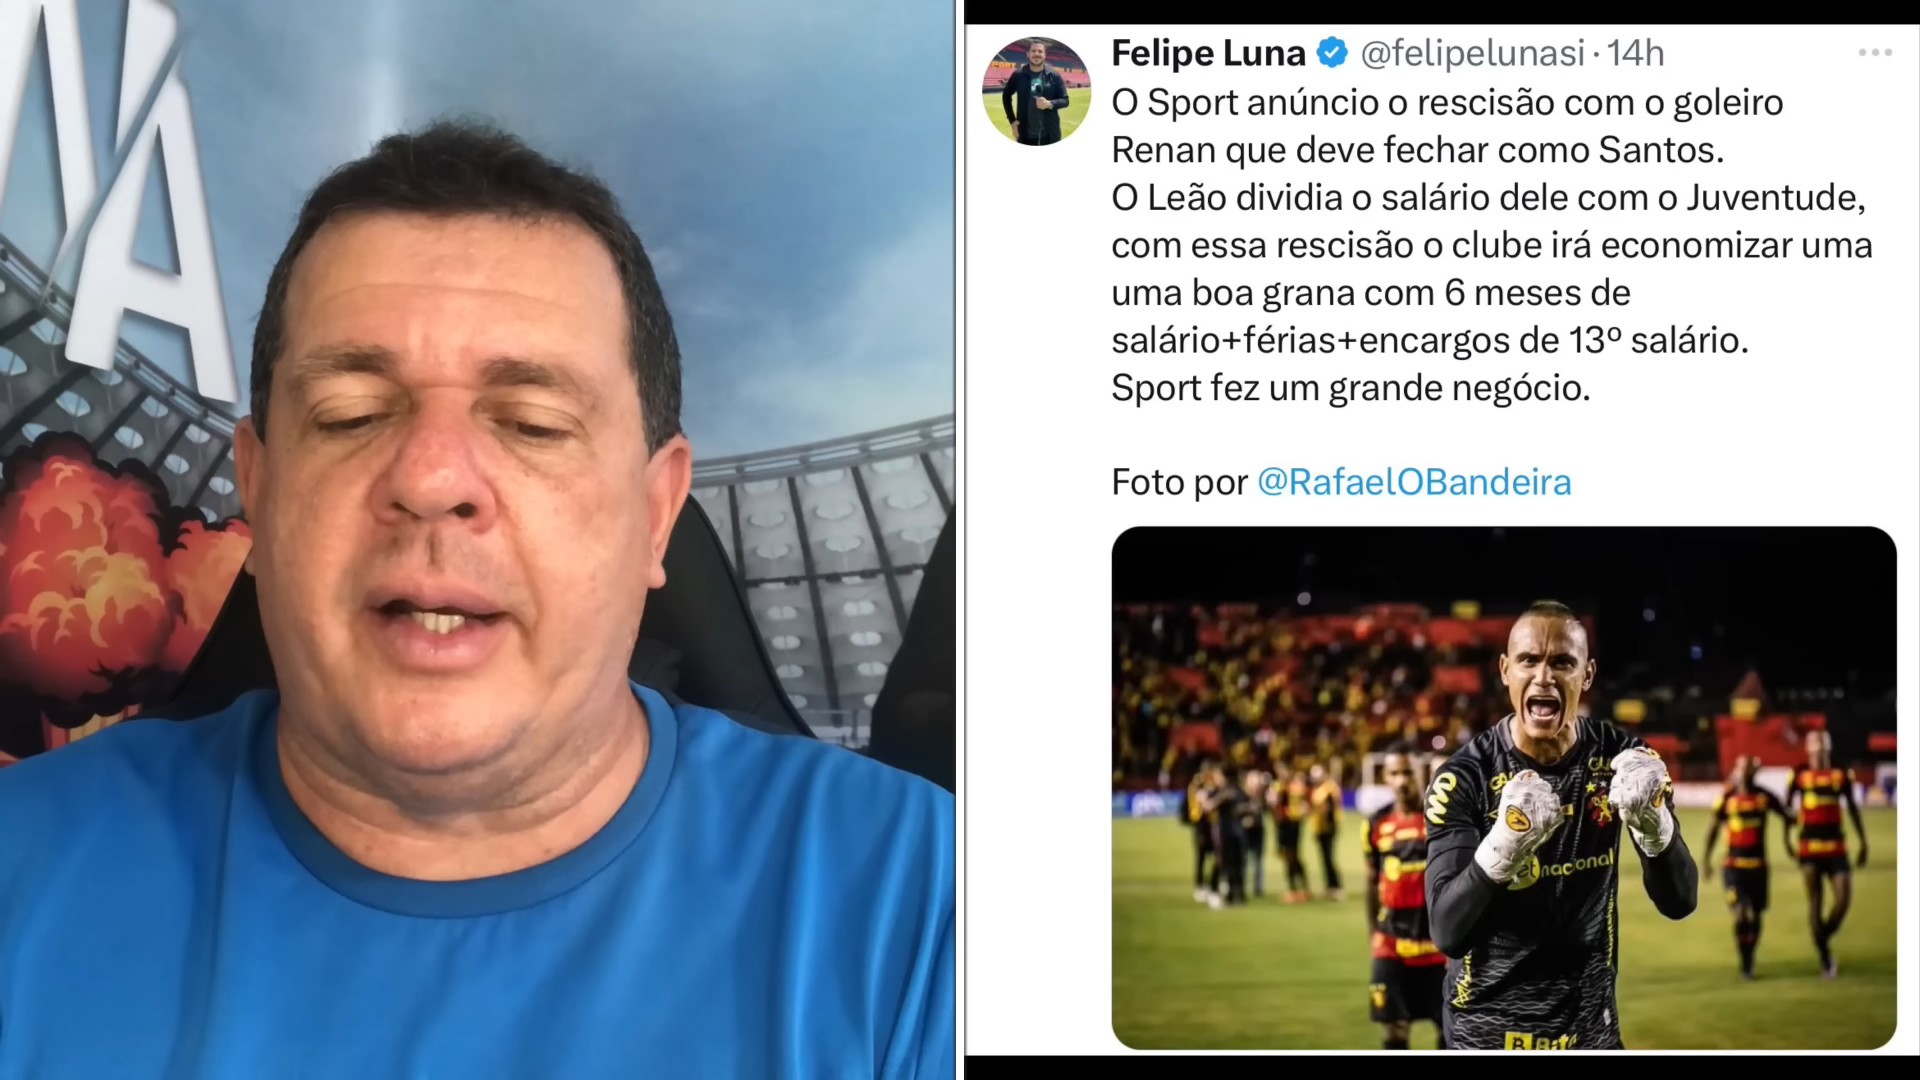 NA
Felipe Luna @felipelunasi · 14h
O Sport anúncio o rescisão com o goleiro
Renan que deve fechar como Santos.
O Leão dividia o salário dele com o Juventude,
com essa rescisão o clube irá economizar uma
uma boa grana com 6 meses de
salário+férias+encargos de 13º salário.
Sport fez um grande negócio.
Foto por @RafaelOBandeira
nacional